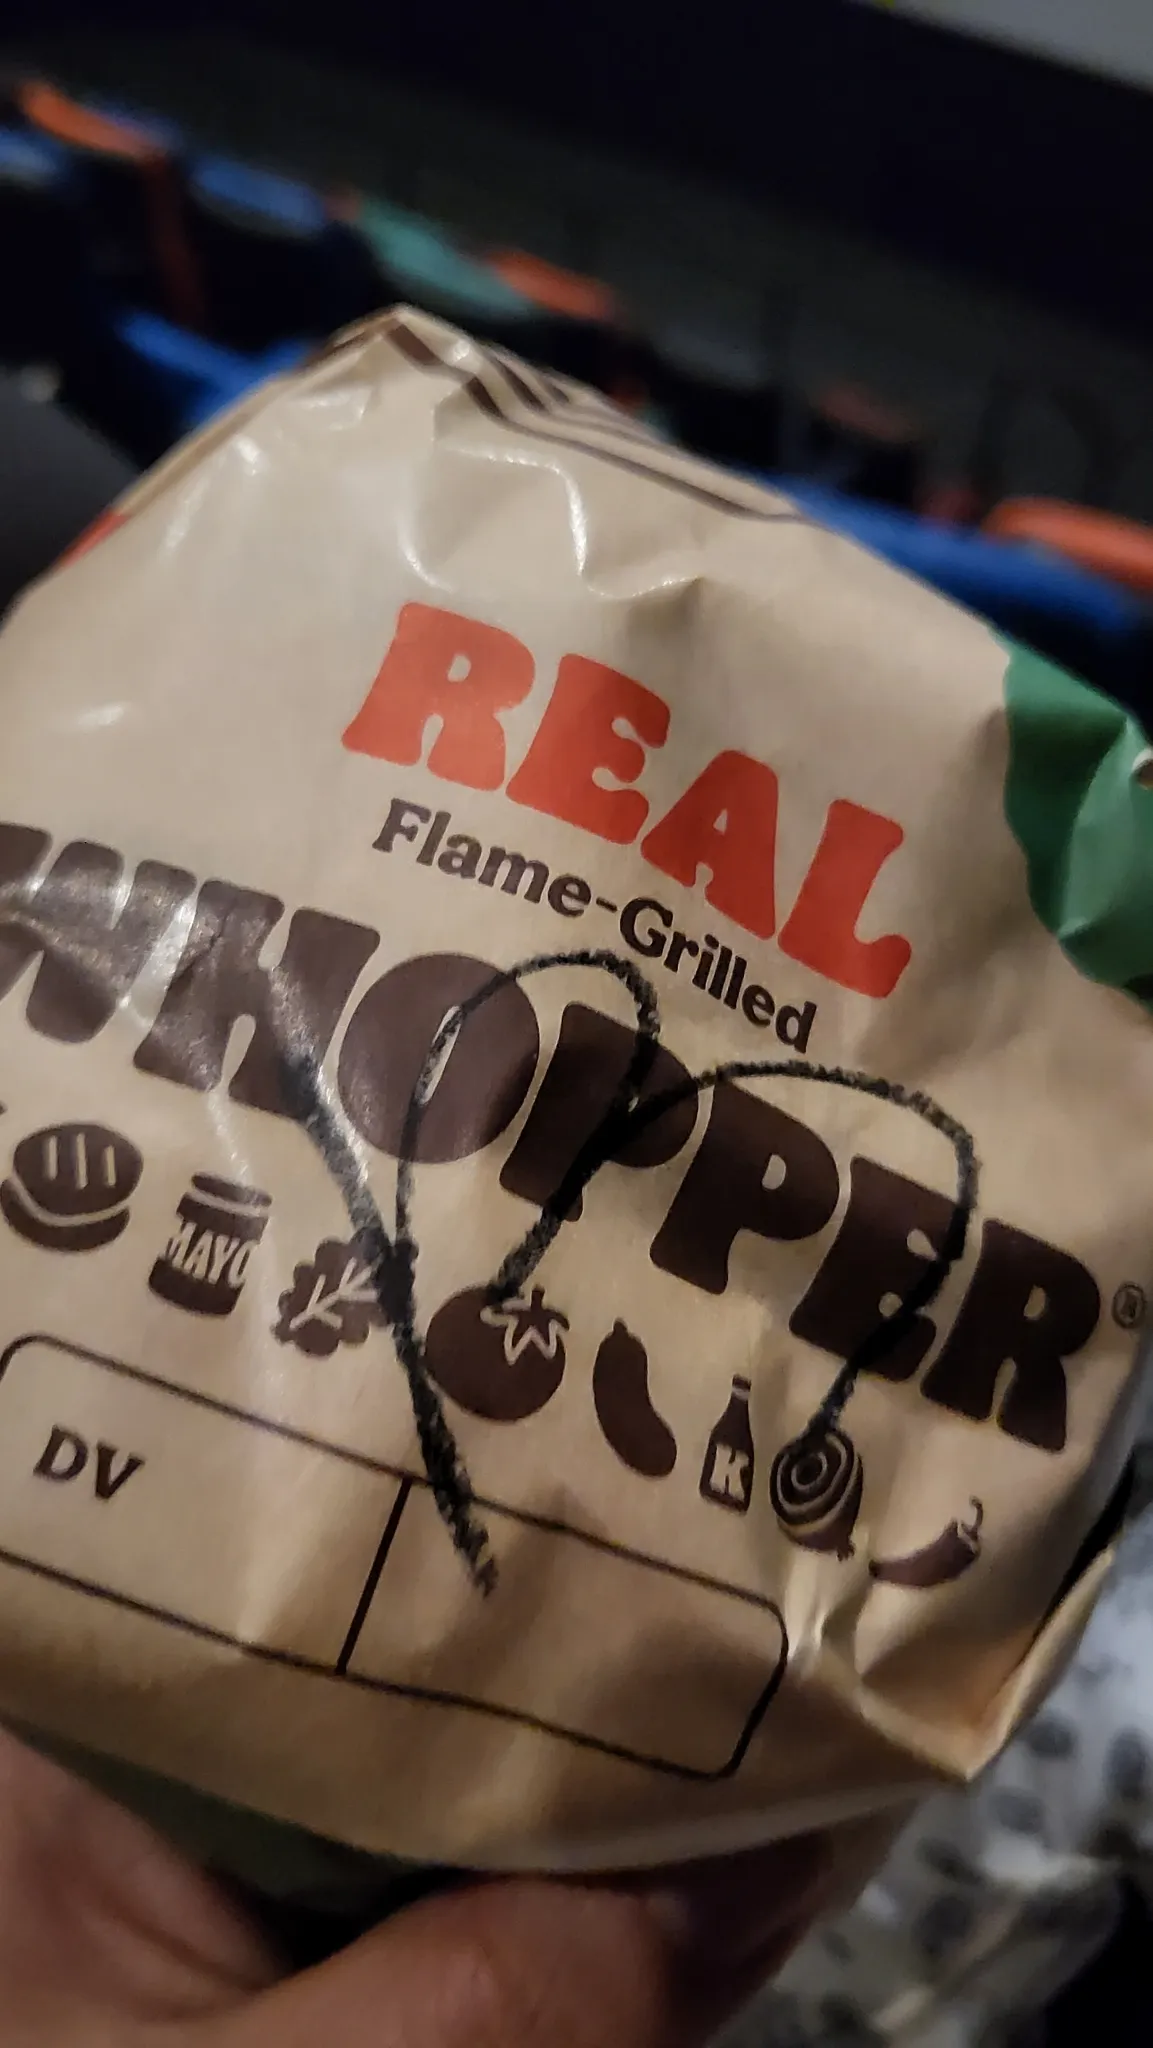 REAL
Flame-Grilled
WHOPPER®
MAYO
K
DV
m